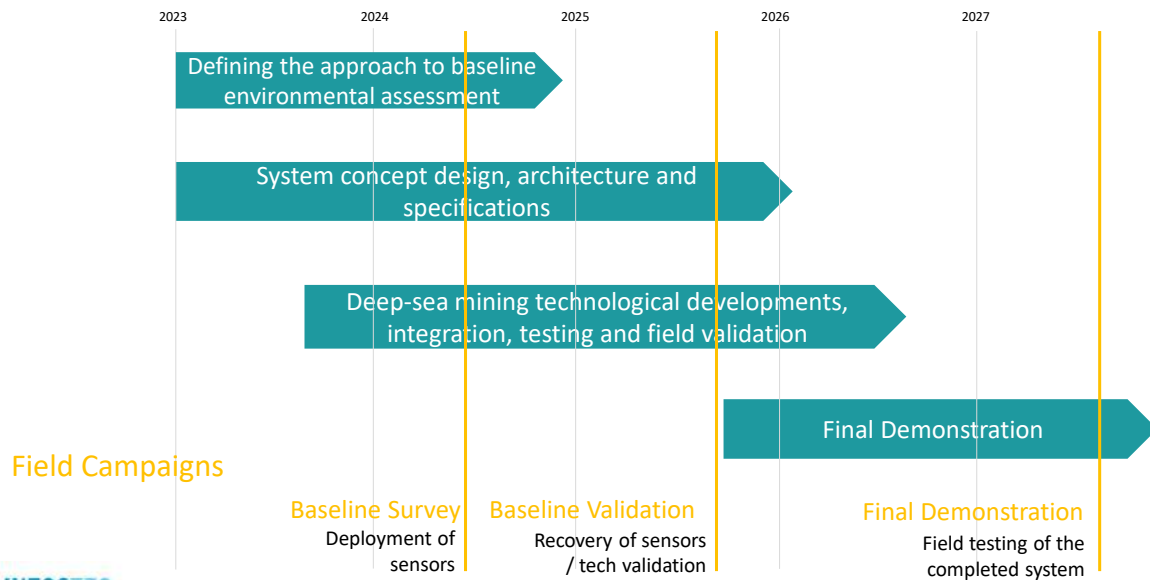 2023 2024 2025 2026 2027
Defining the approach to baseline
environmental assessment
System concept design, architecture and
specifications
Deep-sea mining technological developments,
integration, testing and field validation
Final Demonstration
Field Campaigns
Baseline Survey
Deployment of
sensors
Baseline Validation
Recovery of sensors
/ tech validation
Final Demonstration
Field testing of the
completed system